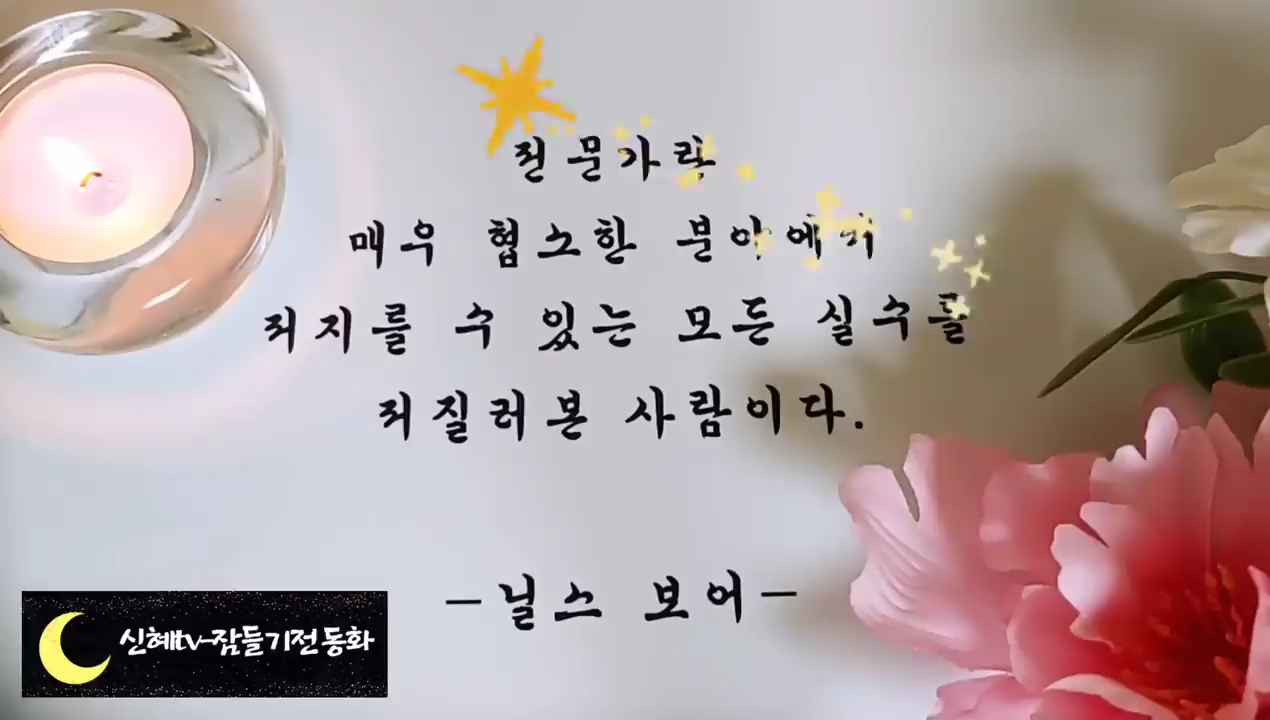 전문가란
매우 협소한 분야에서
저지를 수 있는 모든 실수를
저질러본 사람이다.
-닐스 보어-
신혜tv-잠들기전 동화